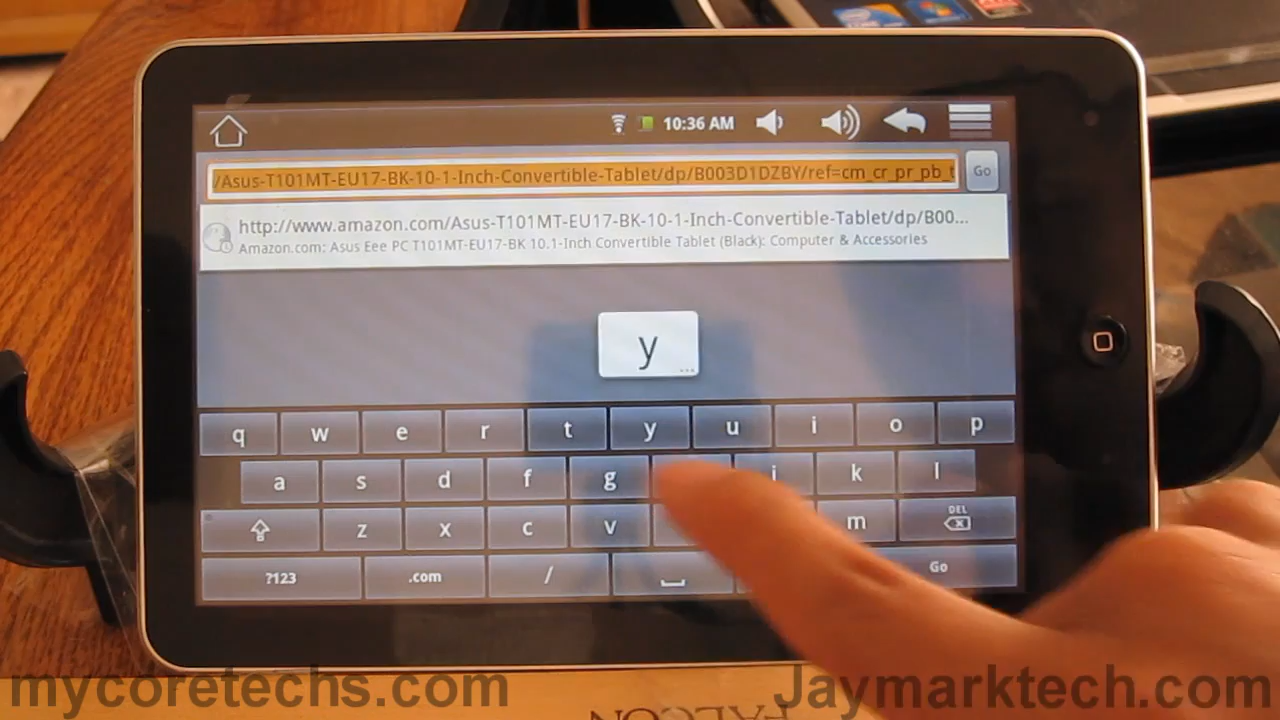 10:36 AM
/Asus-T101MT-EU17-BK-10-1-Inch-Convertible-Tablet/dp/B003D1DZBY/ref=cm_cr_pr_pb_t
Go
http://www.amazon.com/Asus-T101MT-EU17-BK-10-1-Inch-Convertible-Tablet/dp/B00...
Amazon.com: Asus Eee PC T101MT-EU17-BK 10.1-Inch Convertible Tablet (Black): Computer & Accessories
y
...
q w e r t y u i o p
a s d f g j k l
z x c v m DEL
?123 .com / Go
mycoretechs.com
Jaymarktech.com
FALCON